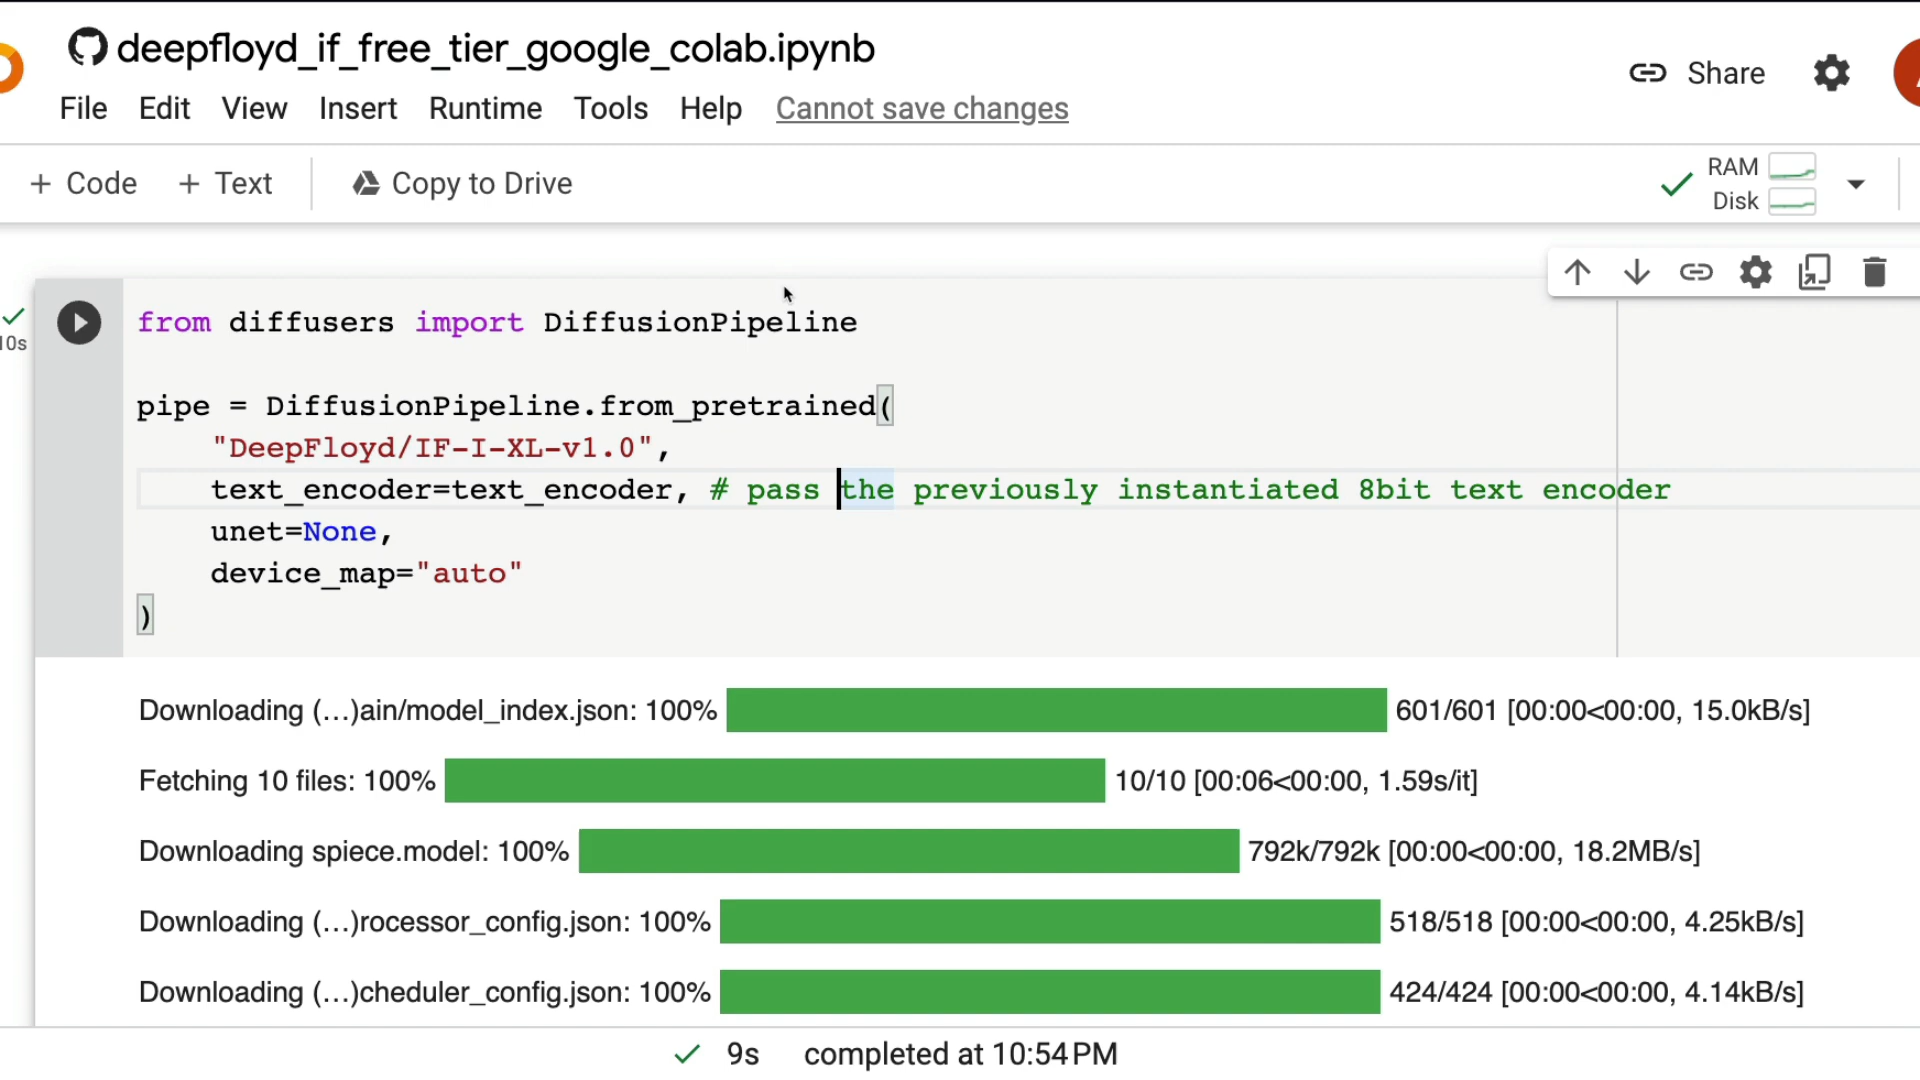 deepfloyd_if_free_tier_google_colab.ipynb
File Edit View Insert Runtime Tools Help Cannot save changes
Share
+ Code + Text Copy to Drive
RAM
Disk
10s
from diffusers import DiffusionPipeline
pipe = DiffusionPipeline.from_pretrained(
"DeepFloyd/IF-I-XL-v1.0",
text_encoder=text_encoder, # pass the previously instantiated 8bit text encoder
unet=None,
device_map="auto"
)
Downloading (…)ain/model_index.json: 100% 601/601 [00:00<00:00, 15.0kB/s]
Fetching 10 files: 100% 10/10 [00:06<00:00, 1.59s/it]
Downloading spiece.model: 100% 792k/792k [00:00<00:00, 18.2MB/s]
Downloading (…)rocessor_config.json: 100% 518/518 [00:00<00:00, 4.25kB/s]
Downloading (…)cheduler_config.json: 100% 424/424 [00:00<00:00, 4.14kB/s]
9s completed at 10:54 PM